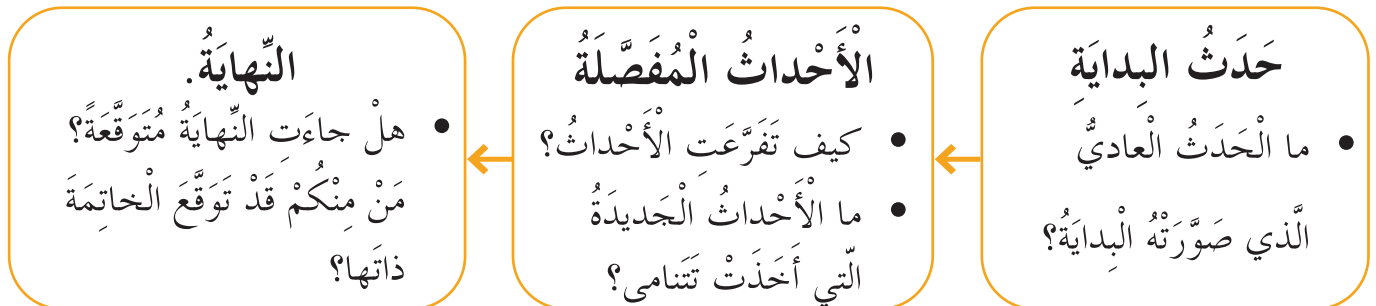 حَدَثُ البِدايَةِ
• ما الْحَدَثُ الْعادِيُّ
الَّذي صَوَّرَتْهُ الْبِدايَةُ؟
الْأَحْداثُ الْمُفَصَّلَةُ
• كيف تَفَرَّعَتِ الْأَحْداثُ؟
• ما الْأَحْداثُ الْجَديدَةُ
الّتي أَخَذَتْ تَتَنامى؟
النِّهايَةُ.
• هلْ جاءَتِ النِّهايَةُ مُتَوَقَّعَةً؟
مَنْ مِنْكُمْ قَدْ تَوَقَّعَ الْخاتِمَةَ
ذاتَها؟